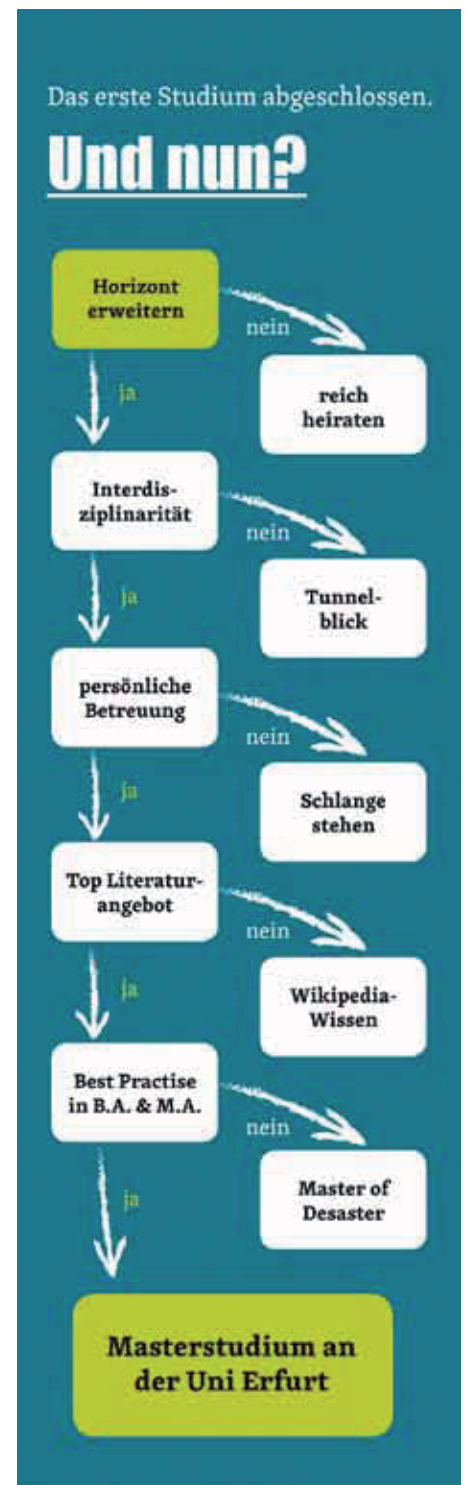 Das erste Studium abgeschlossen.
Und nun?
Horizont
erweitern
nein
reich
heiraten
ja
Interdis-
ziplinarität
nein
Tunnel-
blick
ja
persönliche
Betreuung
nein
Schlange
stehen
ja
Top Literatur-
angebot
nein
Wikipedia-
Wissen
ja
Best Practise
in B.A. & M.A.
nein
Master of
Desaster
ja
Masterstudium an
der Uni Erfurt